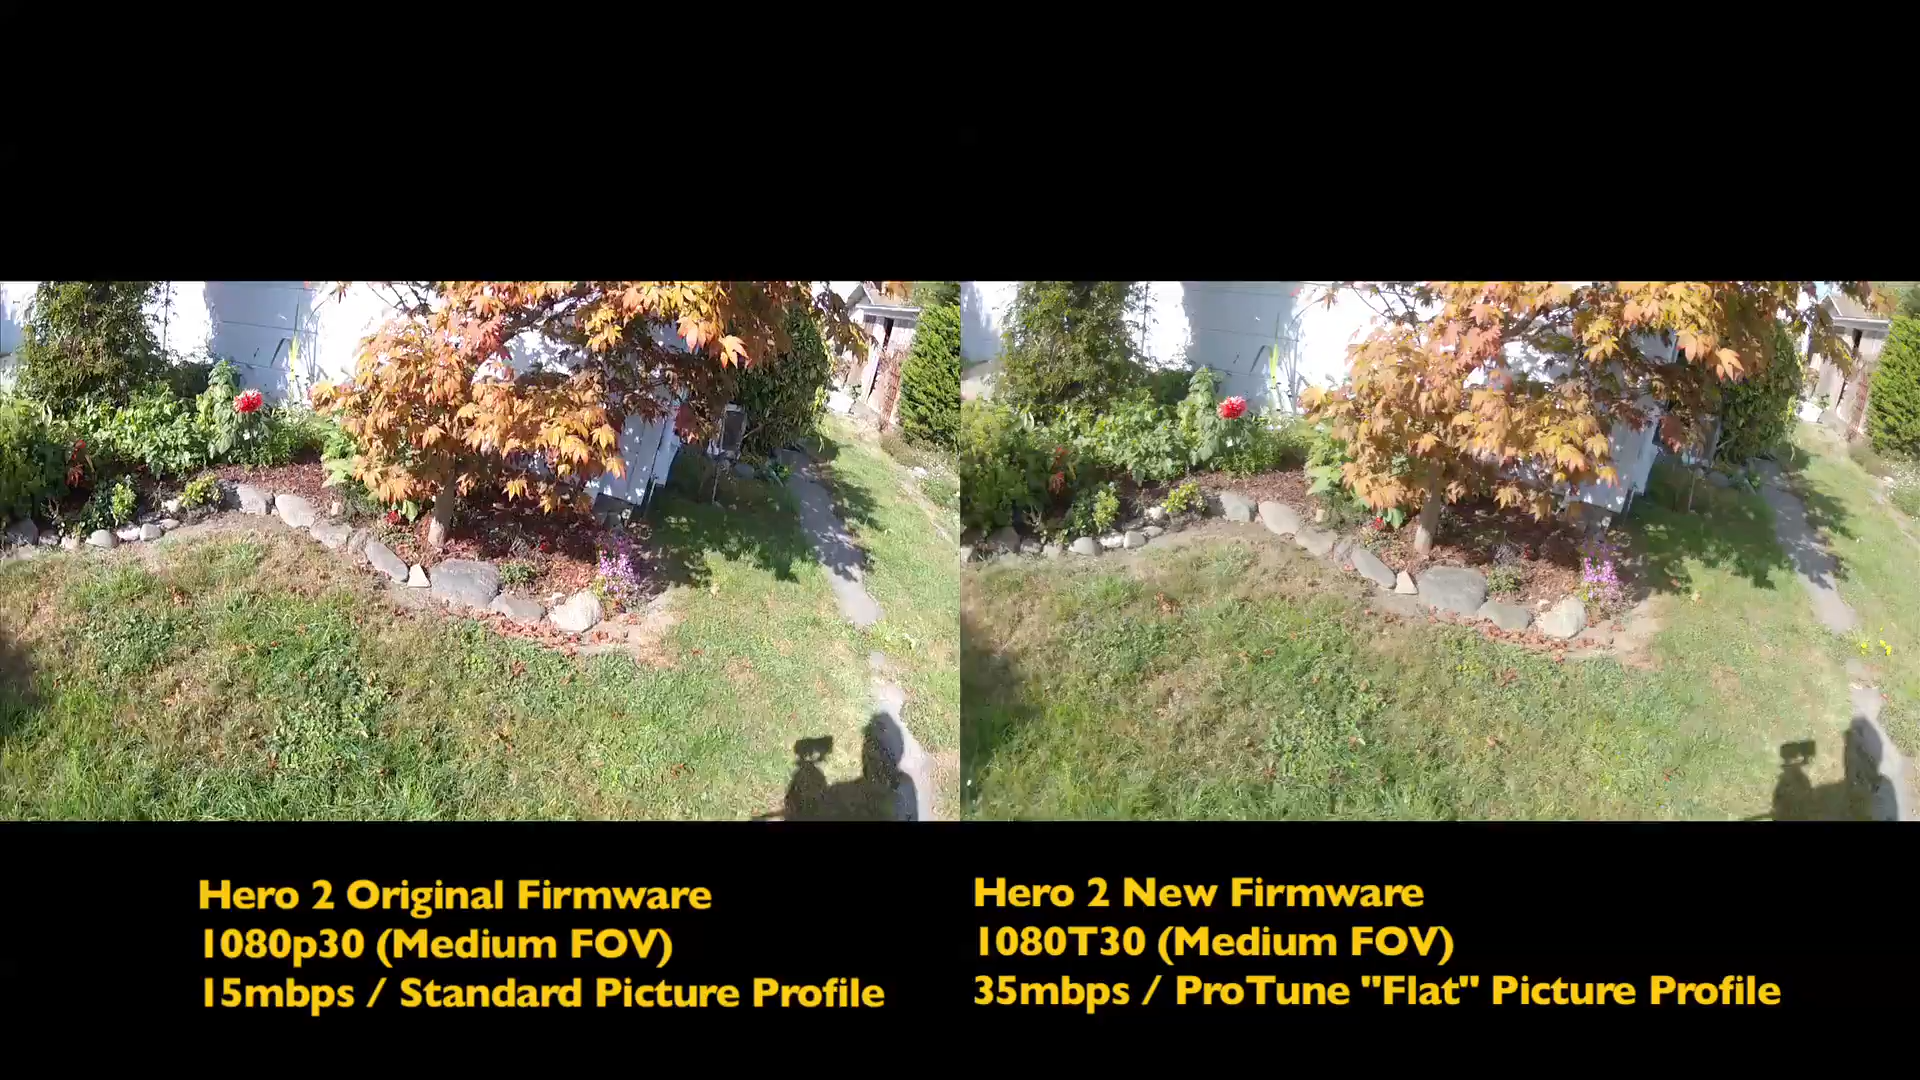 Hero 2 Original Firmware
1080p30 (Medium FOV)
15mbps / Standard Picture Profile
Hero 2 New Firmware
1080T30 (Medium FOV)
35mbps / ProTune "Flat" Picture Profile